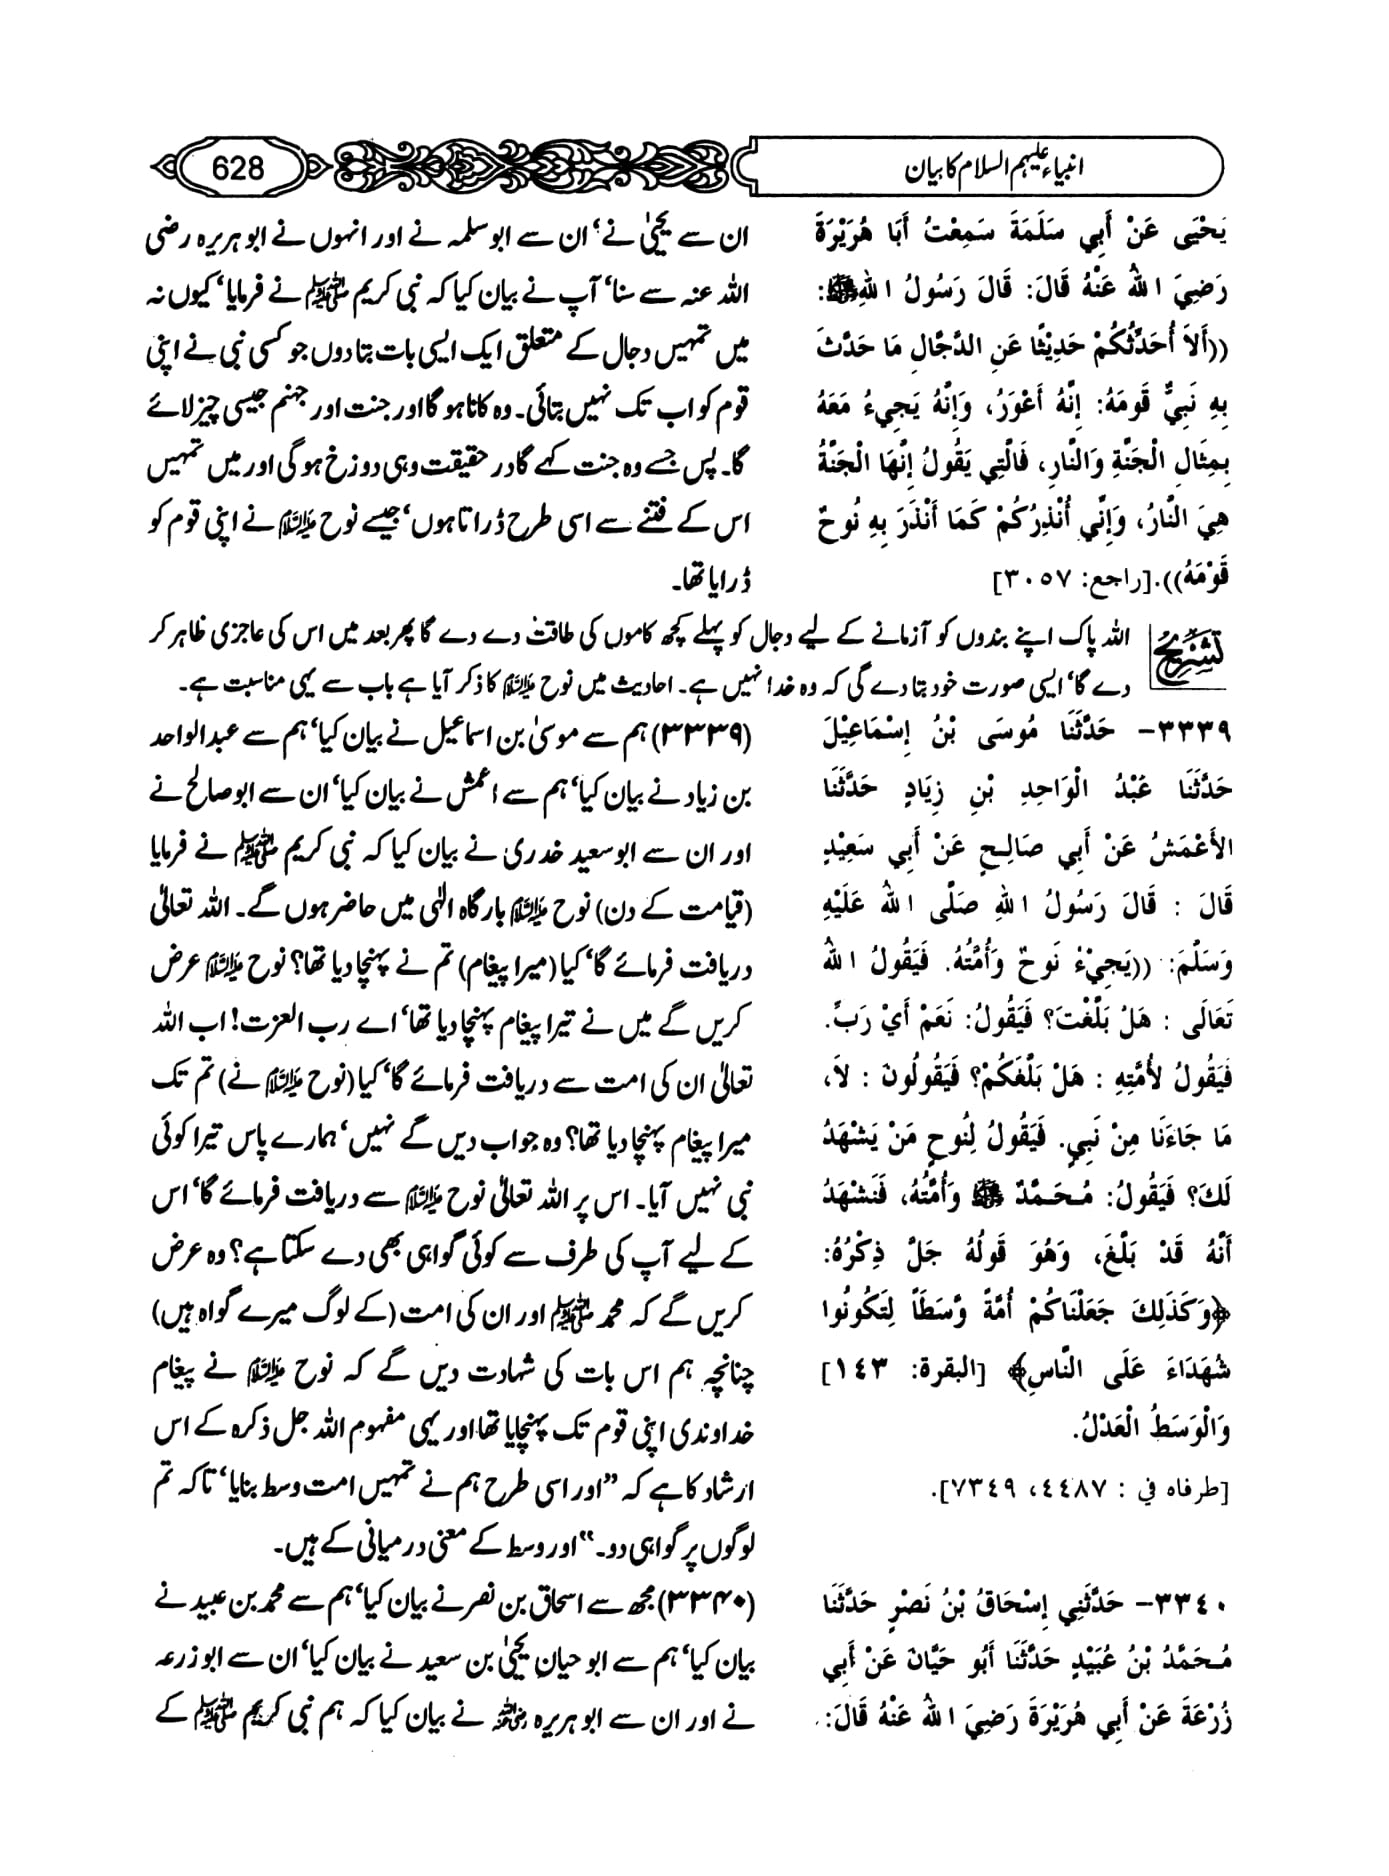 انبیاء علیہم السلام کا بیان
628
يَحْيَى عَنْ أَبِي سَلَمَةَ سَمِعْتُ أَبَا هُرَيْرَةَ
رَضِيَ اللهُ عَنْهُ قَالَ: قَالَ رَسُولُ اللهِ ﷺ:
((أَلاَ أُحَدِّثُكُمْ حَدِيْثًا عَنِ الدَّجَّالِ مَا حَدَّثَ
بِهِ نَبِيٌّ قَومَهُ: إِنَّهُ أَعْوَرُ، وَإِنَّهُ يَجِيءُ مَعَهُ
بِمِثَالِ الْجَنَّةِ وَالنَّارِ، فَالَّتِي يَقُولُ إِنَّهَا الْجَنَّةُ
هِيَ النَّارُ، وَإِنِّي أُنْذِرُكُمْ كَمَا أَنْذَرَ بِهِ نُوحٌ
قَوْمَهُ)).[راجع: ٣٠٥٧]
ان سے یحییٰ نے‘ ان سے ابو سلمہ نے اور انہوں نے ابو ہریرہ رضی
اللہ عنہ سے سنا‘ آپ نے بیان کیا کہ نبی کریم ﷺ نے فرمایا‘ کیوں نہ
میں تمہیں دجال کے متعلق ایک ایسی بات بتا دوں جو کسی نبی نے اپنی
قوم کو اب تک نہیں بتائی۔ وہ کانا ہو گا اور جنت اور جہنم جیسی چیز لائے
گا۔ پس جسے وہ جنت کہے گا در حقیقت وہی دوزخ ہو گی اور میں تمہیں
اس کے فتنے سے اسی طرح ڈراتا ہوں‘ جیسے نوح علیہ السلام نے اپنی قوم کو
ڈرایا تھا۔
تشریح
اللہ پاک اپنے بندوں کو آزمانے کے لیے دجال کو پہلے کچھ کاموں کی طاقت دے دے گا پھر بعد میں اس کی عاجزی ظاہر کر
دے گا‘ ایسی صورت خود بتا دے گی کہ وہ خدا نہیں ہے۔ احادیث میں نوح علیہ السلام کا ذکر آیا ہے باب سے یہی مناسبت ہے۔
٣٣٣٩- حَدَّثَنَا مُوسَى بْنُ إِسْمَاعِيْلَ
حَدَّثَنَا عَبْدُ الْوَاحِدِ بْنِ زِيَادٍ حَدَّثَنَا
الأَعْمَشُ عَنْ أَبِي صَالِحٍ عَنْ أَبِي سَعِيْدٍ
قَالَ : قَالَ رَسُولُ اللهِ صَلَّى اللهُ عَلَيْهِ
وَسَلَّمَ: ((يَجِيْءُ نَوحٌ وَأُمَّتُهُ. فَيَقُولُ اللهُ
تَعَالَى : هَلْ بَلَّغْتَ؟ فَيَقُولُ: نَعَمْ أَيْ رَبِّ.
فَيَقُولُ لأُمَّتِهِ : هَلْ بَلَّغَكُمْ؟ فَيَقُولُونَ : لاَ،
مَا جَاءَنَا مِنْ نَبِيٍ. فَيَقُولُ لِنُوحٍ مَنْ يَشْهَدُ
لَكَ؟ فَيَقُولُ: مُحَمَّدٌ ﷺ وَأُمَّتُهُ، فَنَشْهَدُ
أَنَّهُ قَدْ بَلَّغَ، وَهُوَ قَولُهُ جَلَّ ذِكْرُهُ:
﴿وَكَذَلِكَ جَعَلْنَاكُمْ أُمَّةً وَّسَطًا لِتَكُونُوا
شُهَدَاءَ عَلَى النَّاسِ﴾ [البقرة: ١٤٣]
وَالْوَسَطُ الْعَدْلُ.
[طرفاه في : ٤٤٨٧، ٧٣٤٩].
(۳۳۳۹) ہم سے موسیٰ بن اسماعیل نے بیان کیا‘ ہم سے عبدالواحد
بن زیاد نے بیان کیا‘ ہم سے اعمش نے بیان کیا‘ ان سے ابو صالح نے
اور ان سے ابو سعید خدری نے بیان کیا کہ نبی کریم ﷺ نے فرمایا
(قیامت کے دن) نوح علیہ السلام بارگاہ الٰہی میں حاضر ہوں گے۔ اللہ تعالیٰ
دریافت فرمائے گا‘ کیا (میرا پیغام) تم نے پہنچا دیا تھا؟ نوح علیہ السلام عرض
کریں گے میں نے تیرا پیغام پہنچا دیا تھا‘ اے رب العزت! اب اللہ
تعالیٰ ان کی امت سے دریافت فرمائے گا‘ کیا (نوح علیہ السلام نے) تم تک
میرا پیغام پہنچا دیا تھا؟ وہ جواب دیں گے نہیں‘ ہمارے پاس تیرا کوئی
نبی نہیں آیا۔ اس پر اللہ تعالیٰ نوح علیہ السلام سے دریافت فرمائے گا‘ اس
کے لیے آپ کی طرف سے کوئی گواہی بھی دے سکتا ہے؟ وہ عرض
کریں گے کہ محمد ﷺ اور ان کی امت (کے لوگ میرے گواہ ہیں)
چنانچہ ہم اس بات کی شہادت دیں گے کہ نوح علیہ السلام نے پیغام
خداوندی اپنی قوم تک پہنچایا تھا اور یہی مفہوم اللہ جل ذکرہ کے اس
ارشاد کا ہے کہ ”اور اسی طرح ہم نے تمہیں امت وسط بنایا‘ تاکہ تم
لوگوں پر گواہی دو۔“ اور وسط کے معنی درمیانی کے ہیں۔
٣٣٤٠- حَدَّثَنِي إِسْحَاقُ بْنُ نَصْرٍ حَدَّثَنَا
مُحَمَّدُ بْنُ عُبَيْدٍ حَدَّثَنَا أَبُو حَيَّانَ عَنْ أَبِي
زُرْعَةَ عَنْ أَبِي هُرَيْرَةَ رَضِيَ اللهُ عَنْهُ قَالَ:
(۳۳۴۰) مجھ سے اسحاق بن نصر نے بیان کیا‘ ہم سے محمد بن عبید نے
بیان کیا‘ ہم سے ابو حیان یحییٰ بن سعید نے بیان کیا‘ ان سے ابو زرعہ
نے اور ان سے ابو ہریرہ رضی اللہ عنہ نے بیان کیا کہ ہم نبی کریم ﷺ کے